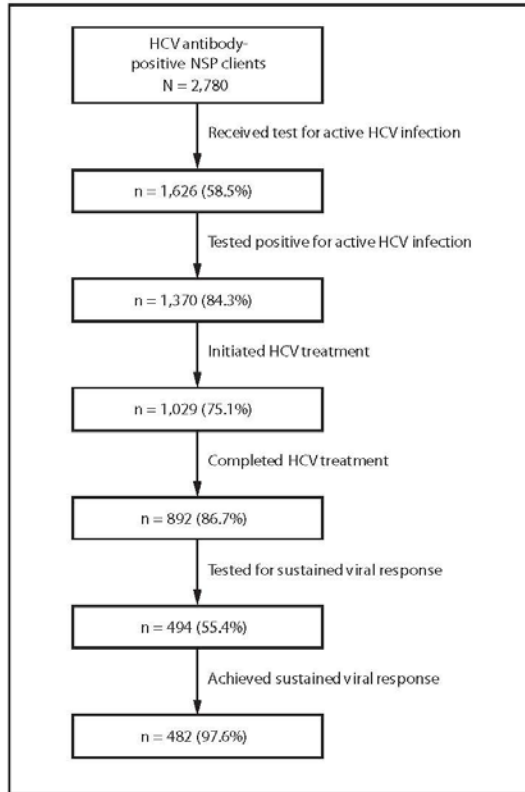 HCV antibody-
positive NSP clients
N = 2,780
Received test for active HCV infection
n = 1,626 (58.5%)
Tested positive for active HCV infection
n = 1,370 (84.3%)
Initiated HCV treatment
n = 1,029 (75.1%)
Completed HCV treatment
n = 892 (86.7%)
Tested for sustained viral response
n = 494 (55.4%)
Achieved sustained viral response
n = 482 (97.6%)